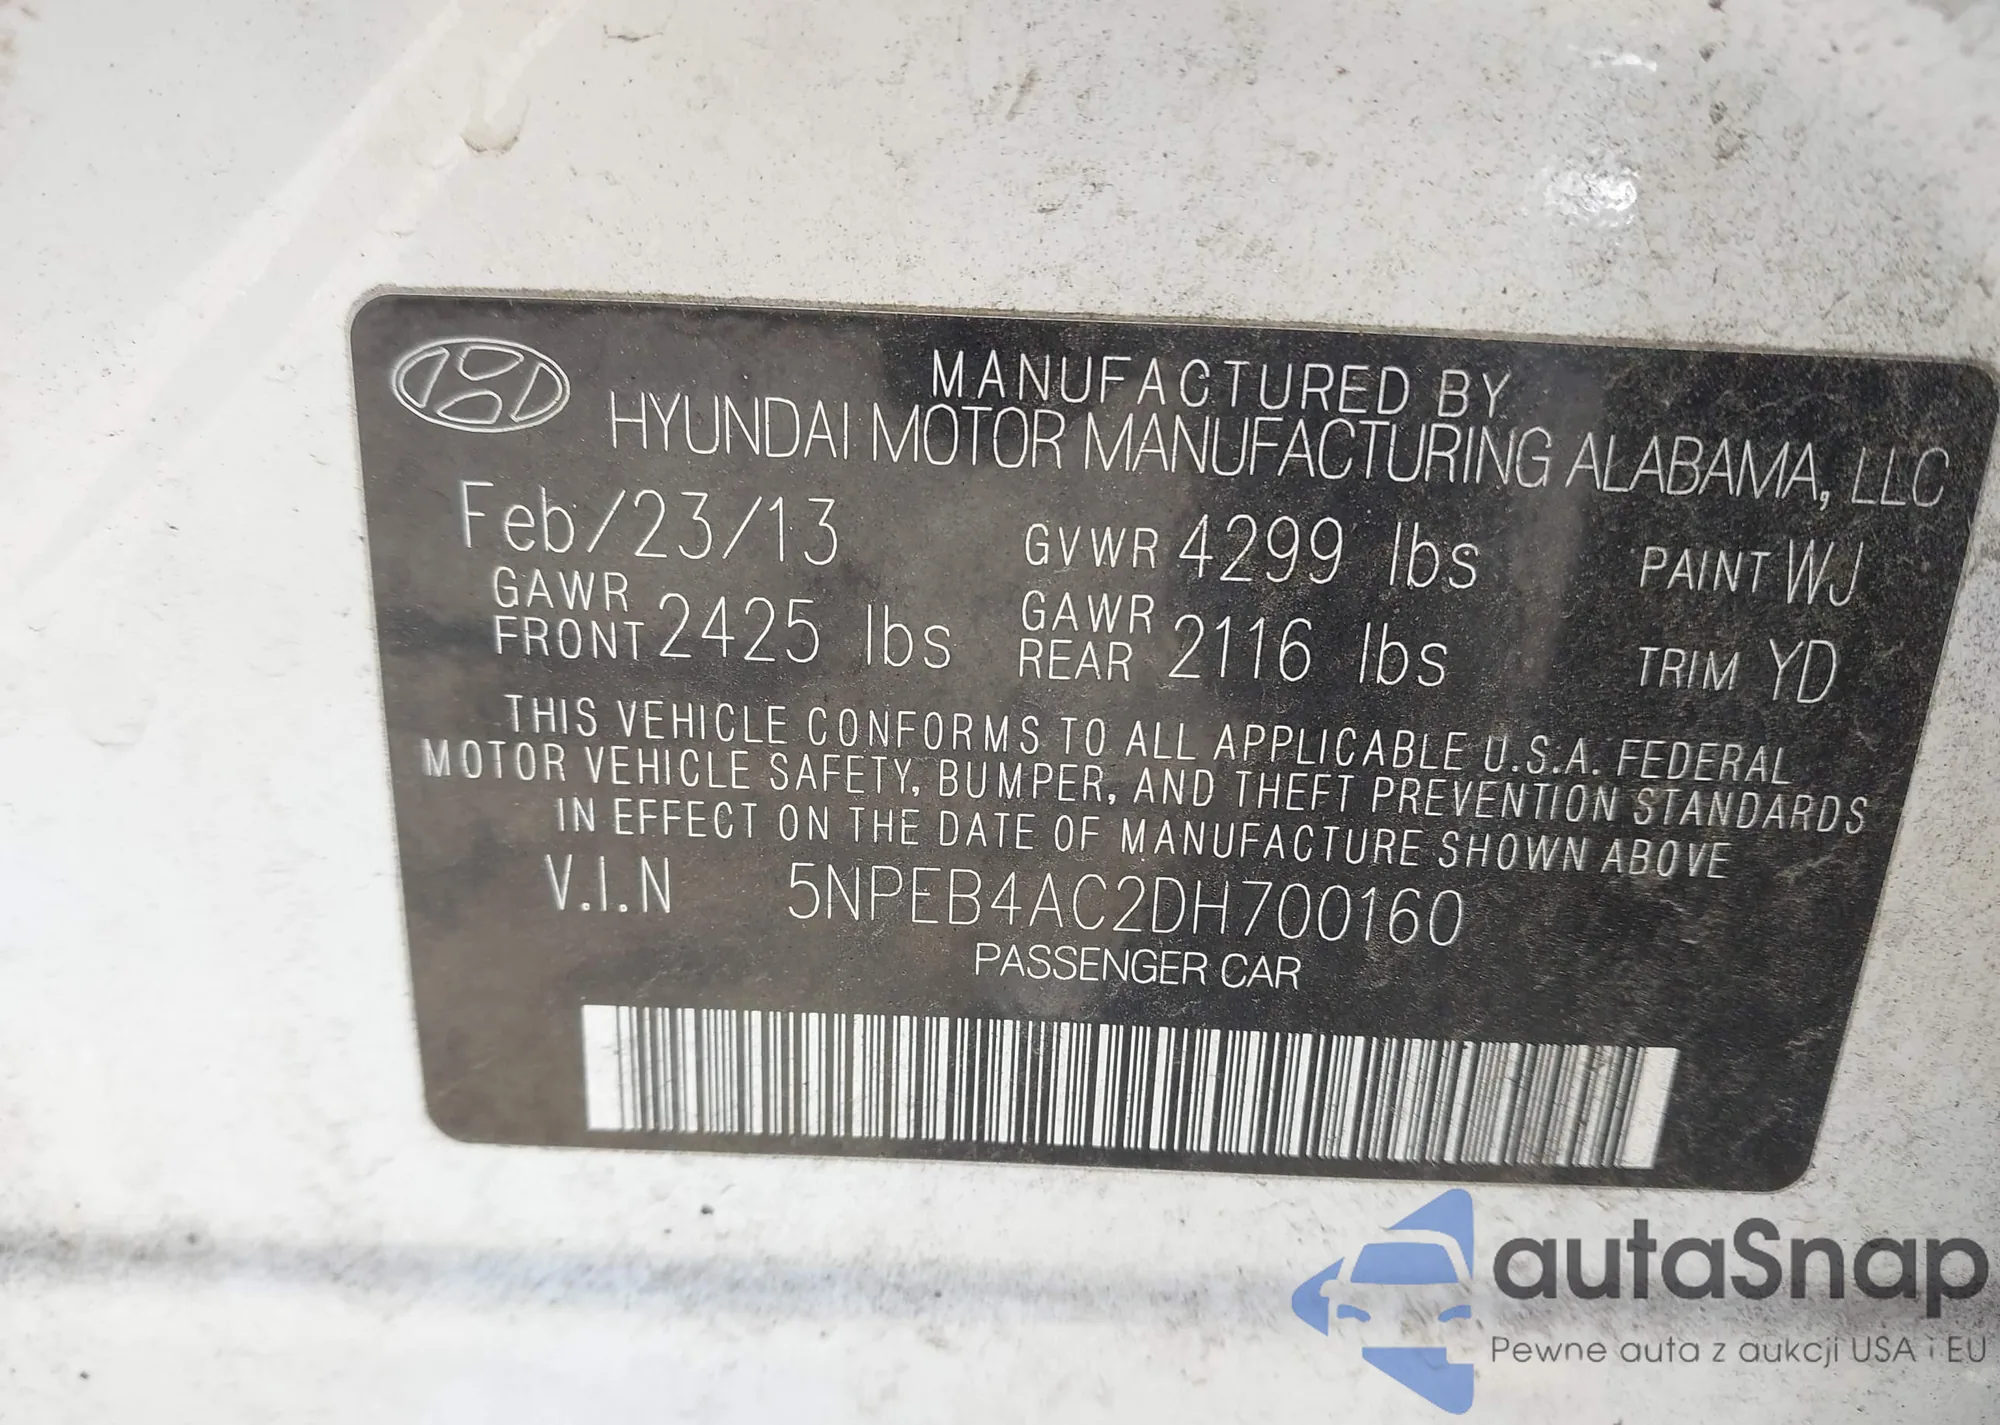 MANUFACTURED BY
HYUNDAI MOTOR MANUFACTURING ALABAMA, LLC
Feb/23/13 GVWR 4299 lbs PAINT WJ
GAWR FRONT 2425 lbs GAWR REAR 2116 lbs TRIM YD
THIS VEHICLE CONFORMS TO ALL APPLICABLE U.S.A. FEDERAL
MOTOR VEHICLE SAFETY, BUMPER, AND THEFT PREVENTION STANDARDS
IN EFFECT ON THE DATE OF MANUFACTURE SHOWN ABOVE
V.I.N 5NPEB4AC2DH700160
PASSENGER CAR
autaSnap
Pewne auta z aukcji USA i EU